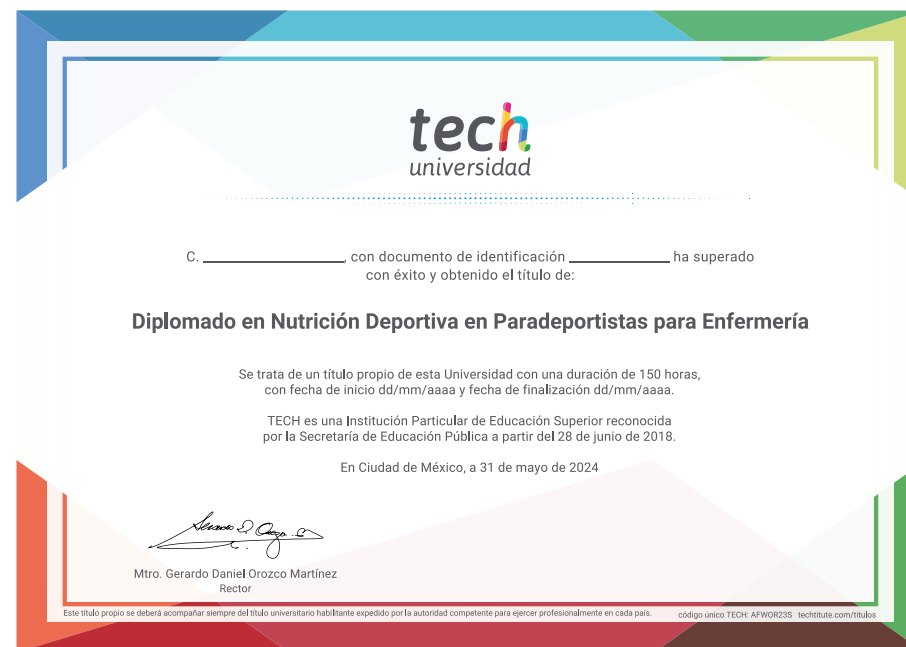 tech
universidad
C. ____________________, con documento de identificación ______________ ha superado
con éxito y obtenido el título de:
Diplomado en Nutrición Deportiva en Paradeportistas para Enfermería
Se trata de un título propio de esta Universidad con una duración de 150 horas,
con fecha de inicio dd/mm/aaaa y fecha de finalización dd/mm/aaaa.
TECH es una Institución Particular de Educación Superior reconocida
por la Secretaría de Educación Pública a partir del 28 de junio de 2018.
En Ciudad de México, a 31 de mayo de 2024
Mtro. Gerardo Daniel Orozco Martínez
Rector
Este título propio se deberá acompañar siempre del título universitario habilitante expedido por la autoridad competente para ejercer profesionalmente en cada país. código único TECH: AFWOR23S techtitute.com/titulos